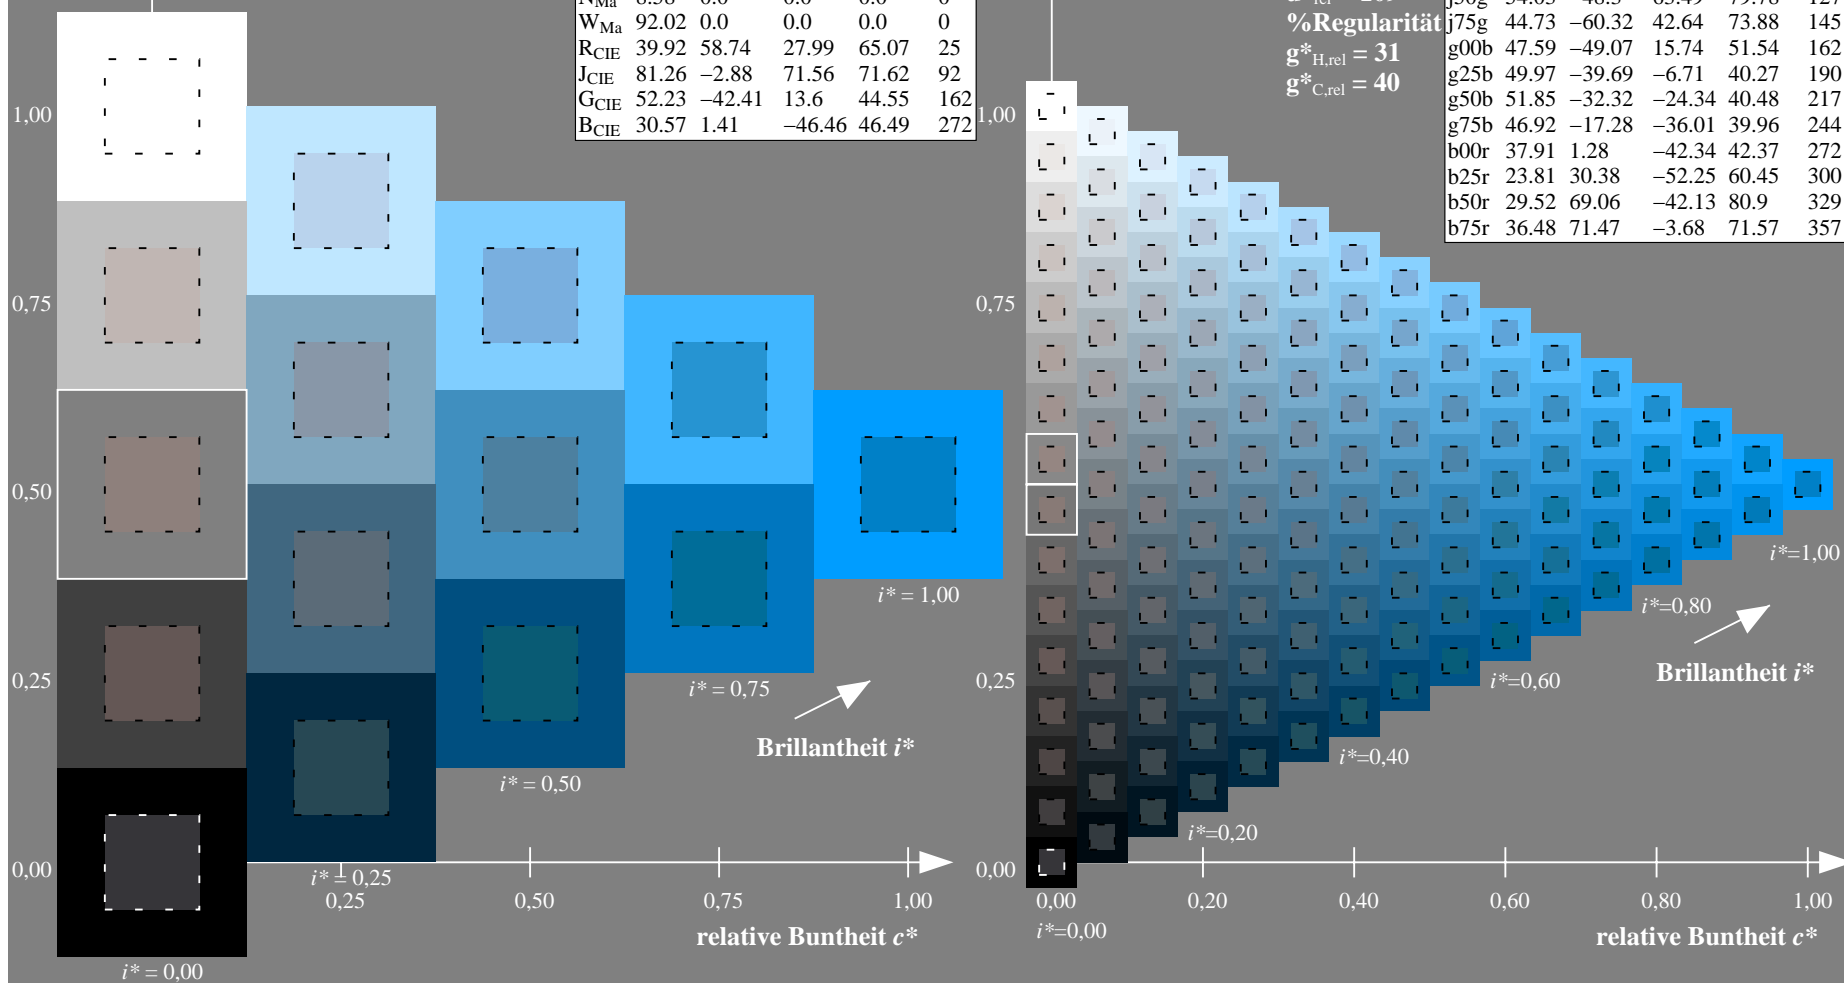 W_Ma 92.02 0.0 0.0 0.0 0
R_CIE 39.92 58.74 27.99 65.07 25
J_CIE 81.26 −2.88 71.56 71.62 92
G_CIE 52.23 −42.41 13.6 44.55 162
B_CIE 30.57 1.41 −46.46 46.49 272
1,00
0,75
0,50
0,25
0,00
i* = 1,00
i* = 0,75
i* = 0,50
i* = 0,25
i* = 0,00
Brillantheit i*
0,25 0,50 0,75 1,00
relative Buntheit c*
%Regularität
g*_H,rel = 31
g*_C,rel = 40
j75g 44.73 −60.32 42.64 73.88 145
g00b 47.59 −49.07 15.74 51.54 162
g25b 49.97 −39.69 −6.71 40.27 190
g50b 51.85 −32.32 −24.34 40.48 217
g75b 46.92 −17.28 −36.01 39.96 244
b00r 37.91 1.28 −42.34 42.37 272
b25r 23.81 30.38 −52.25 60.45 300
b50r 29.52 69.06 −42.13 80.9 329
b75r 36.48 71.47 −3.68 71.57 357
1,00
0,75
0,50
0,25
0,00
i*=1,00
i*=0,80
i*=0,60
i*=0,40
i*=0,20
i*=0,00
Brillantheit i*
0,00 0,20 0,40 0,60 0,80 1,00
relative Buntheit c*